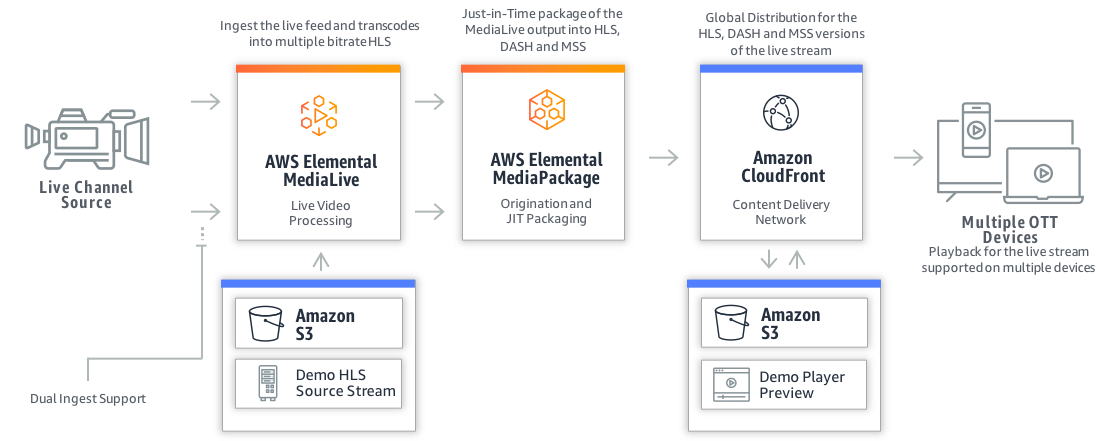 Ingest the live feed and transcodes
into multiple bitrate HLS
Just-in-Time package of the
MediaLive output into HLS,
DASH and MSS
Global Distribution for the
HLS, DASH and MSS versions
of the live stream
Live Channel
Source
AWS Elemental
MediaLive
Live Video
Processing
AWS Elemental
MediaPackage
Origination and
JIT Packaging
Amazon
CloudFront
Content Delivery
Network
Multiple OTT
Devices
Playback for the live stream
supported on multiple devices
Amazon
S3
Demo HLS
Source Stream
Amazon
S3
Demo Player
Preview
Dual Ingest Support